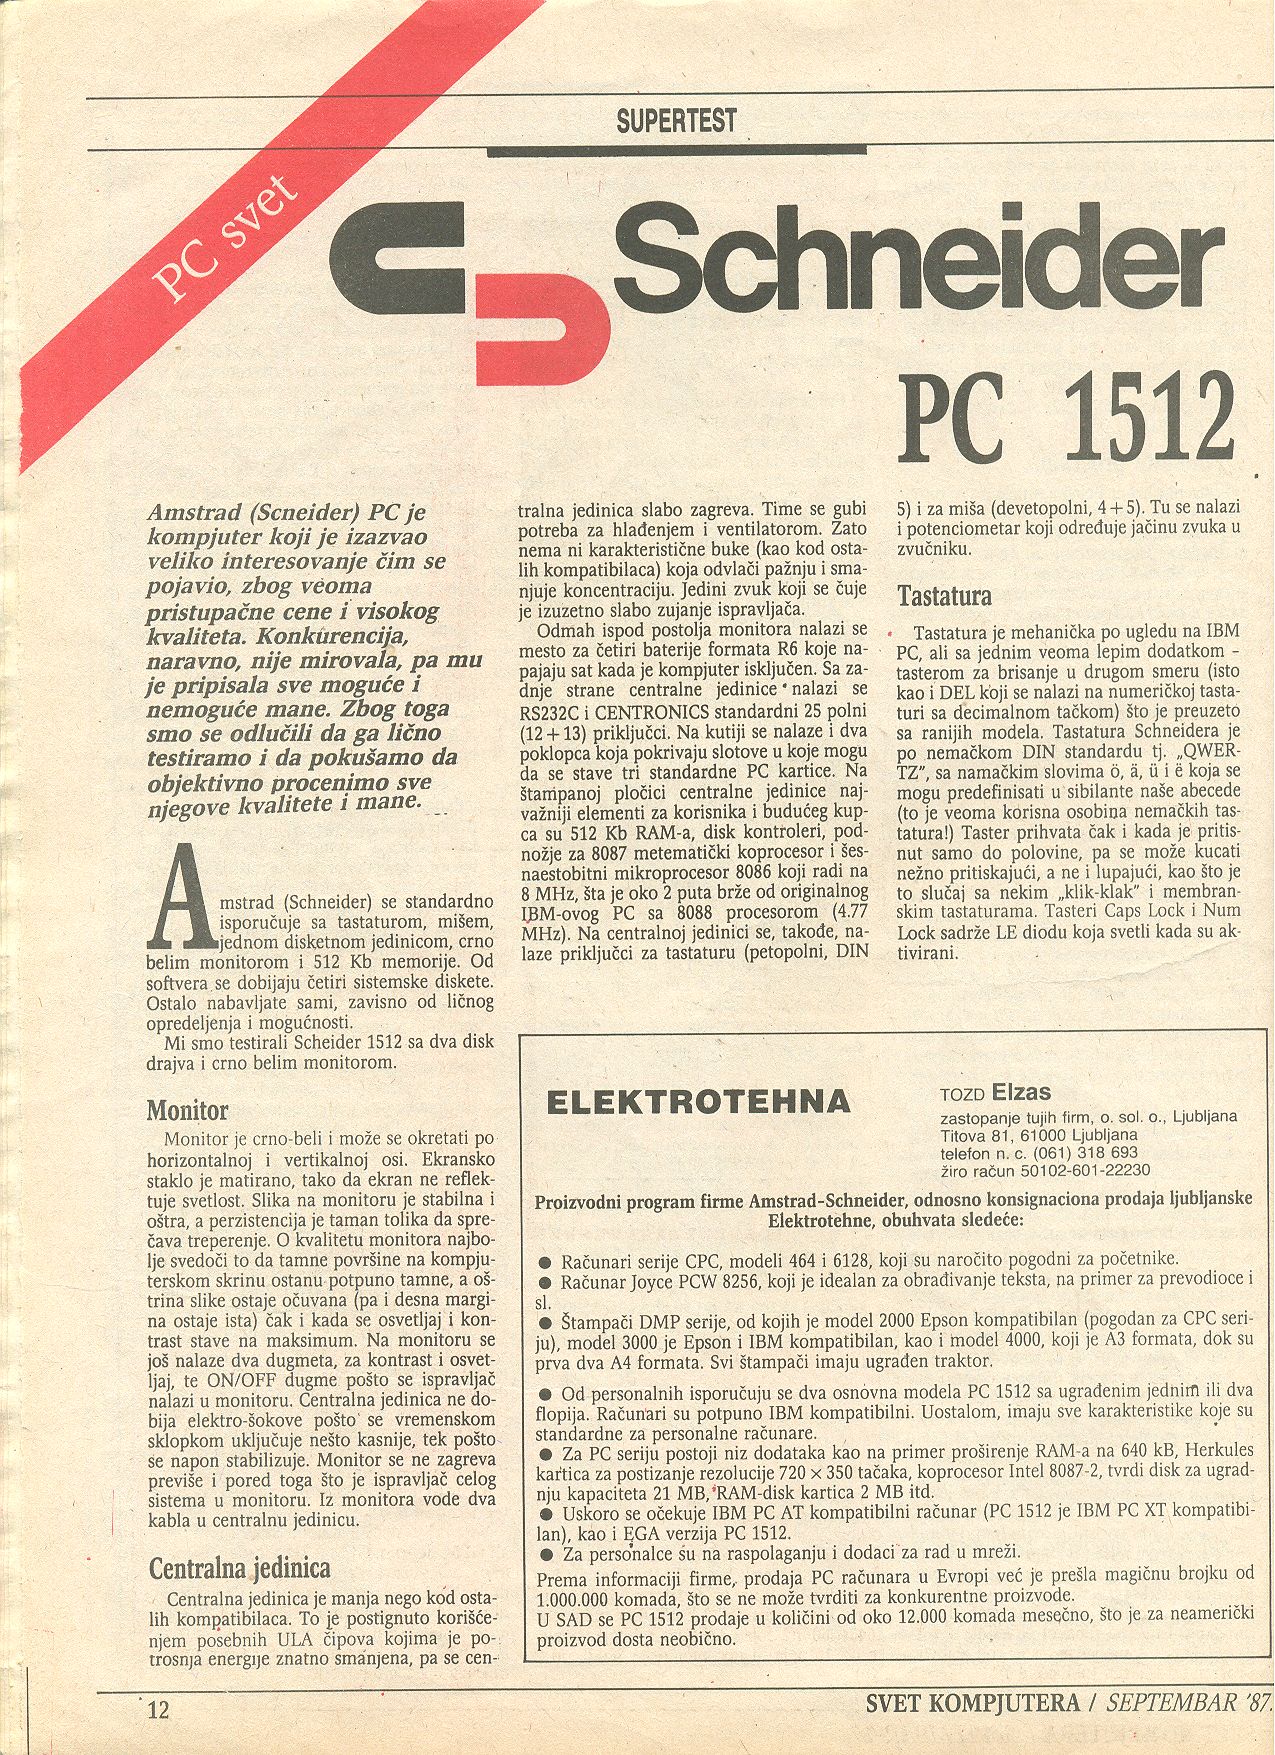 SUPERTEST
PC svet
Schneider
PC 1512
Amstrad (Scneider) PC je
kompjuter koji je izazvao
veliko interesovanje čim se
pojavio, zbog veoma
pristupačne cene i visokog
kvaliteta. Konkurencija,
naravno, nije mirovala, pa mu
je pripisala sve moguće i
nemoguće mane. Zbog toga
smo se odlučili da ga lično
testiramo i da pokušamo da
objektivno procenimo sve
njegove kvalitete i mane.
Amstrad (Schneider) se standardno
isporučuje sa tastaturom, mišem,
jednom disketnom jedinicom, crno
belim monitorom i 512 Kb memorije. Od
softvera se dobijaju četiri sistemske diskete.
Ostalo nabavljate sami, zavisno od ličnog
opredeljenja i mogućnosti.
Mi smo testirali Scheider 1512 sa dva disk
drajva i crno belim monitorom.
Monitor
Monitor je crno-beli i može se okretati po
horizontalnoj i vertikalnoj osi. Ekransko
staklo je matirano, tako da ekran ne reflek-
tuje svetlost. Slika na monitoru je stabilna i
oštra, a perzistencija je taman tolika da spre-
čava treperenje. O kvalitetu monitora najbo-
lje svedoči to da tamne površine na kompju-
terskom skrinu ostanu potpuno tamne, a oš-
trina slike ostaje očuvana (pa i desna margi-
na ostaje ista) čak i kada se osvetljaj i kon-
trast stave na maksimum. Na monitoru se
još nalaze dva dugmeta, za kontrast i osvet-
ljaj, te ON/OFF dugme pošto se ispravljač
nalazi u monitoru. Centralna jedinica ne do-
bija elektro-šokove pošto se vremenskom
sklopkom uključuje nešto kasnije, tek pošto
se napon stabilizuje. Monitor se ne zagreva
previše i pored toga što je ispravljač celog
sistema u monitoru. Iz monitora vode dva
kabla u centralnu jedinicu.
Centralna jedinica
Centralna jedinica je manja nego kod osta-
lih kompatibilaca. To je postignuto korišće-
njem posebnih ULA čipova kojima je po-
trosnja energije znatno smanjena, pa se cen-
tralna jedinica slabo zagreva. Time se gubi
potreba za hlađenjem i ventilatorom. Zato
nema ni karakteristične buke (kao kod osta-
lih kompatibilaca) koja odvlači pažnju i sma-
njuje koncentraciju. Jedini zvuk koji se čuje
je izuzetno slabo zujanje ispravljača.
Odmah ispod postolja monitora nalazi se
mesto za četiri baterije formata R6 koje na-
pajaju sat kada je kompjuter isključen. Sa za-
dnje strane centralne jedinice nalazi se
RS232C i CENTRONICS standardni 25 polni
(12+13) priključci. Na kutiji se nalaze i dva
poklopca koja pokrivaju slotove u koje mogu
da se stave tri standardne PC kartice. Na
štampanoj pločici centralne jedinice naj-
važniji elementi za korisnika i budućeg kup-
ca su 512 Kb RAM-a, disk kontroleri, pod-
nožje za 8087 metematički koprocesor i šes-
naestobitni mikroprocesor 8086 koji radi na
8 MHz, šta je oko 2 puta brže od originalnog
IBM-ovog PC sa 8088 procesorom (4.77
MHz). Na centralnoj jedinici se, takođe, na-
laze priključci za tastaturu (petopolni, DIN
5) i za miša (devetopolni, 4+5). Tu se nalazi
i potenciometar koji određuje jačinu zvuka u
zvučniku.
Tastatura
Tastatura je mehanička po ugledu na IBM
PC, ali sa jednim veoma lepim dodatkom –
tasterom za brisanje u drugom smeru (isto
kao i DEL koji se nalazi na numeričkoj tasta-
turi sa decimalnom tačkom) što je preuzeto
sa ranijih modela. Tastatura Schneidera je
po nemačkom DIN standardu tj. „QWER-
TZ”, sa namačkim slovima ö, ä, ü i ë koja se
mogu predefinisati u sibilante naše abecede
(to je veoma korisna osobina nemačkih tas-
tatura!) Taster prihvata čak i kada je pritis-
nut samo do polovine, pa se može kucati
nežno pritiskajući, a ne i lupajući, kao što je
to slučaj sa nekim „klik-klak” i membran-
skim tastaturama. Tasteri Caps Lock i Num
Lock sadrže LE diodu koja svetli kada su ak-
tivirani.
ELEKTROTEHNA
TOZD Elzas
zastopanje tujih firm, o. sol. o., Ljubljana
Titova 81, 61000 Ljubljana
telefon n. c. (061) 318 693
žiro račun 50102-601-22230
Proizvodni program firme Amstrad-Schneider, odnosno konsignaciona prodaja ljubljanske
Elektrotehne, obuhvata sledeće:
● Računari serije CPC, modeli 464 i 6128, koji su naročito pogodni za početnike.
● Računar Joyce PCW 8256, koji je idealan za obrađivanje teksta, na primer za prevodioce i
sl.
● Štampači DMP serije, od kojih je model 2000 Epson kompatibilan (pogodan za CPC seri-
ju), model 3000 je Epson i IBM kompatibilan, kao i model 4000, koji je A3 formata, dok su
prva dva A4 formata. Svi štampači imaju ugrađen traktor.
● Od personalnih isporučuju se dva osnovna modela PC 1512 sa ugrađenim jednim ili dva
flopija. Računari su potpuno IBM kompatibilni. Uostalom, imaju sve karakteristike koje su
standardne za personalne računare.
● Za PC seriju postoji niz dodataka kao na primer proširenje RAM-a na 640 kB, Herkules
kartica za postizanje rezolucije 720 × 350 tačaka, koprocesor Intel 8087-2, tvrdi disk za ugrad-
nju kapaciteta 21 MB, RAM-disk kartica 2 MB itd.
● Uskoro se očekuje IBM PC AT kompatibilni računar (PC 1512 je IBM PC XT kompatibi-
lan), kao i EGA verzija PC 1512.
● Za personalce su na raspolaganju i dodaci za rad u mreži.
Prema informaciji firme, prodaja PC računara u Evropi već je prešla magičnu brojku od
1.000.000 komada, što se ne može tvrditi za konkurentne proizvode.
U SAD se PC 1512 prodaje u količini od oko 12.000 komada mesečno, što je za neamerički
proizvod dosta neobično.
12
SVET KOMPJUTERA / SEPTEMBAR '87.